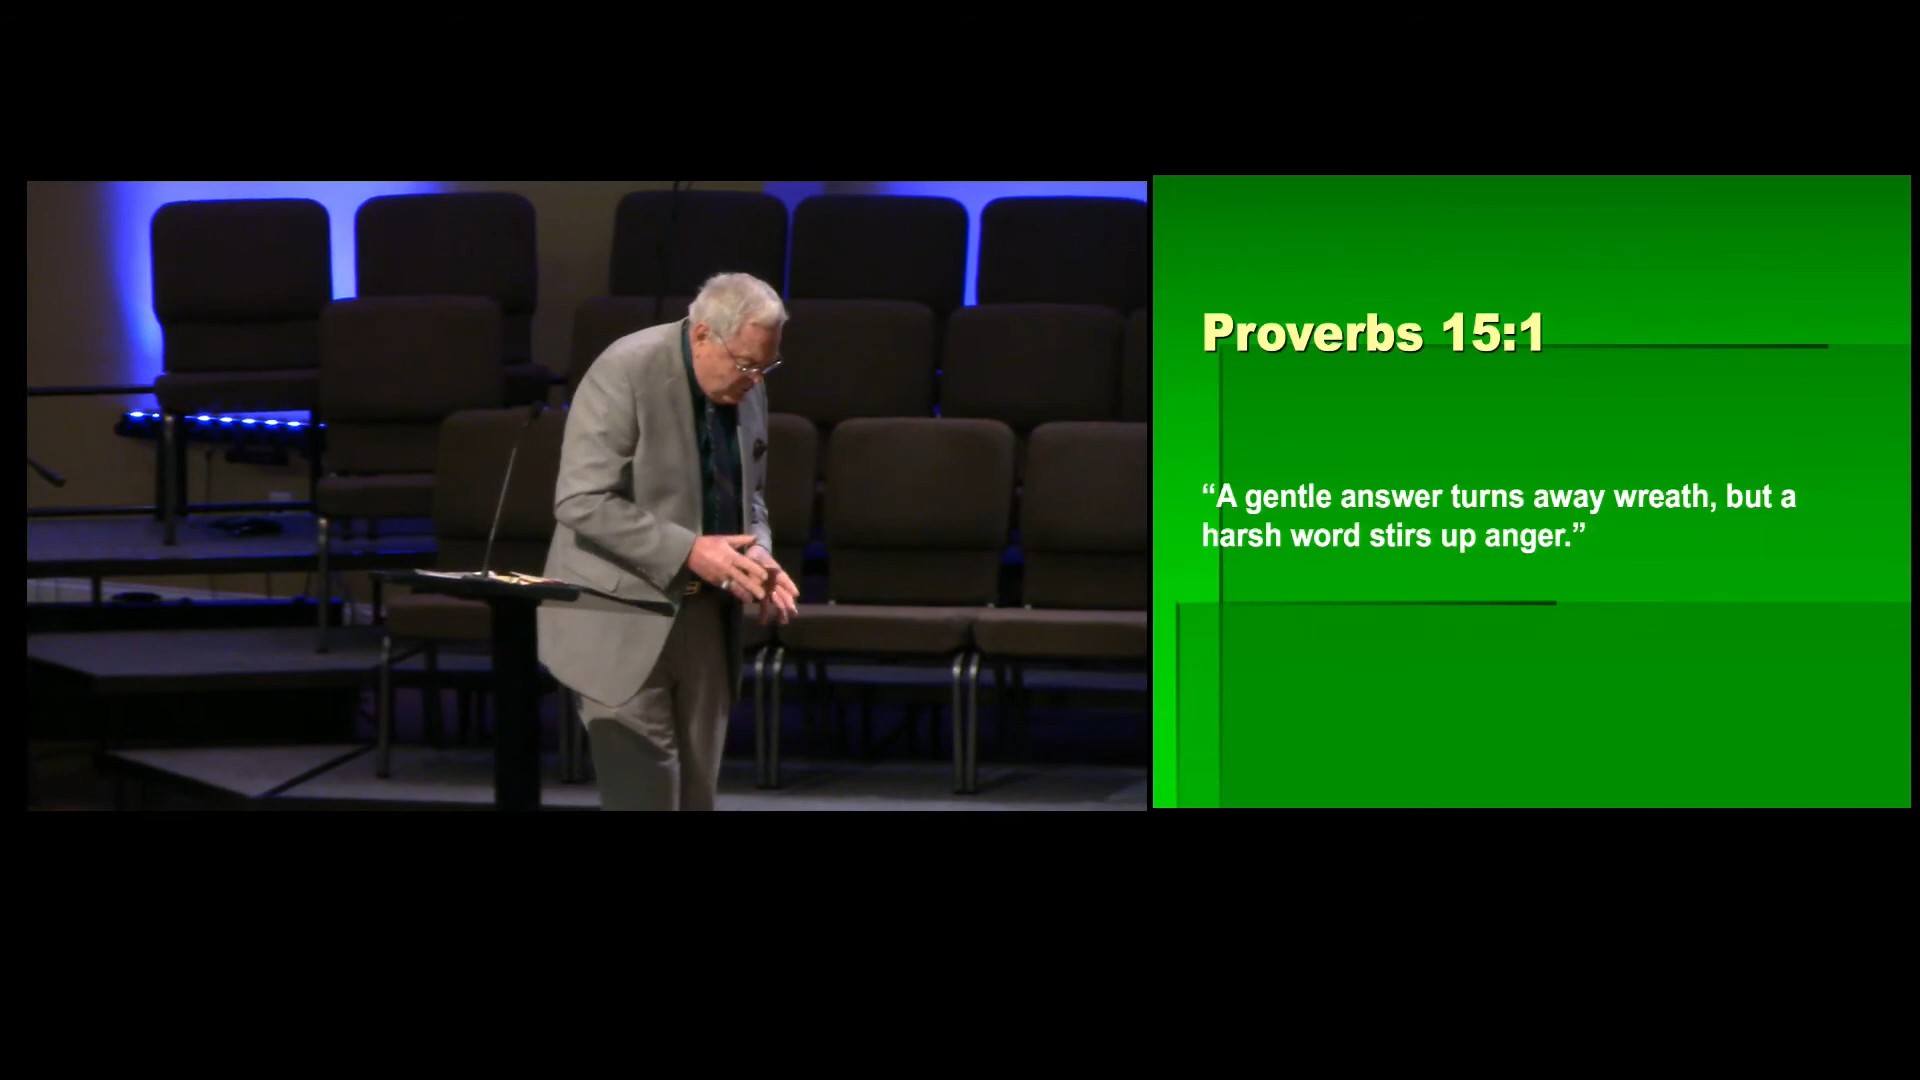 Proverbs 15:1
“A gentle answer turns away wreath, but a
harsh word stirs up anger.”